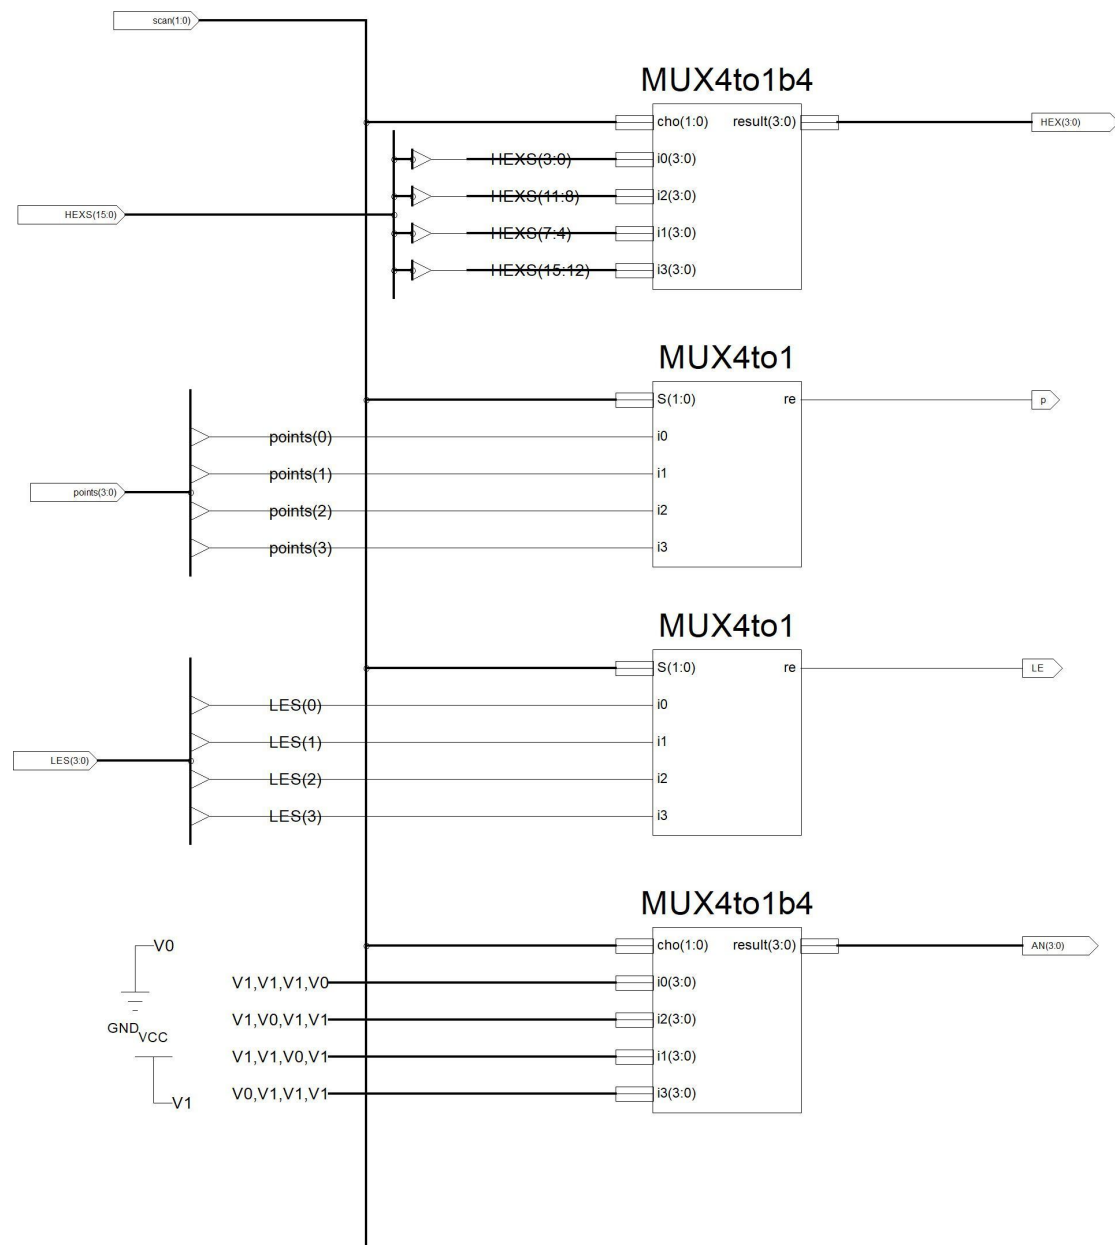 scan(1:0)
MUX4to1b4
cho(1:0) result(3:0)
HEX(3:0)
HEXS(3:0)
i0(3:0)
HEXS(11:8)
i2(3:0)
HEXS(15:0)
HEXS(7:4)
i1(3:0)
HEXS(15:12)
i3(3:0)
MUX4to1
S(1:0) re
p
points(0)
i0
points(1)
i1
points(3:0)
points(2)
i2
points(3)
i3
MUX4to1
S(1:0) re
LE
LES(0)
i0
LES(1)
i1
LES(3:0)
LES(2)
i2
LES(3)
i3
MUX4to1b4
V0
cho(1:0) result(3:0)
AN(3:0)
V1,V1,V1,V0
i0(3:0)
V1,V0,V1,V1
i2(3:0)
GND
VCC
V1,V1,V0,V1
i1(3:0)
V0,V1,V1,V1
i3(3:0)
V1